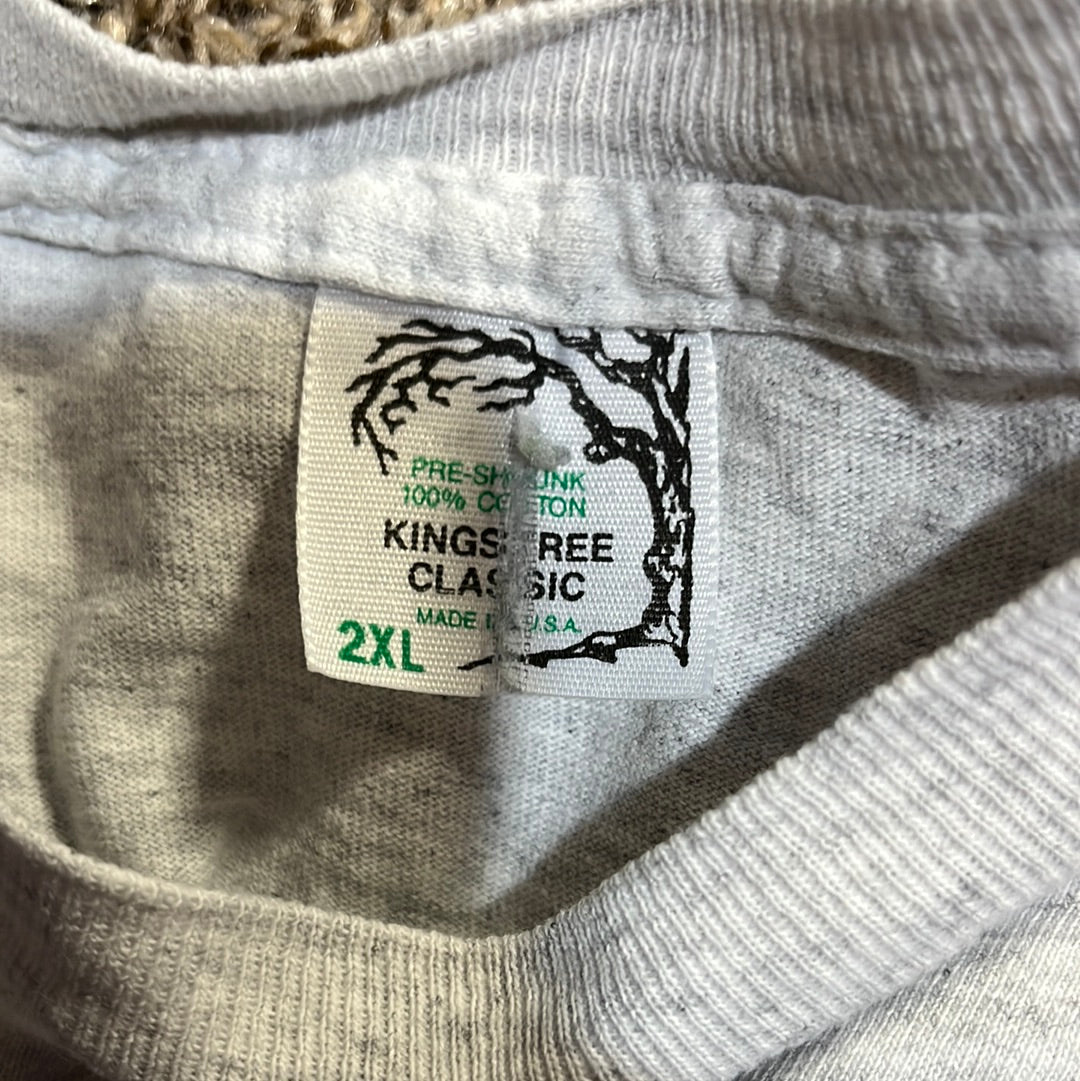 PRE-SHRUNK
100% COTTON
KINGSTREE
CLASSIC
MADE IN U.S.A.
2XL